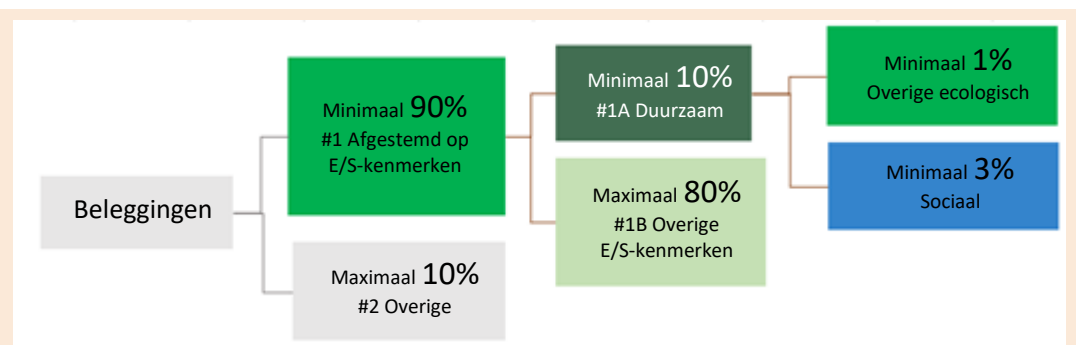 Beleggingen
Minimaal 90%
#1 Afgestemd op
E/S-kenmerken
Maximaal 10%
#2 Overige
Minimaal 10%
#1A Duurzaam
Maximaal 80%
#1B Overige
E/S-kenmerken
Minimaal 1%
Overige ecologisch
Minimaal 3%
Sociaal